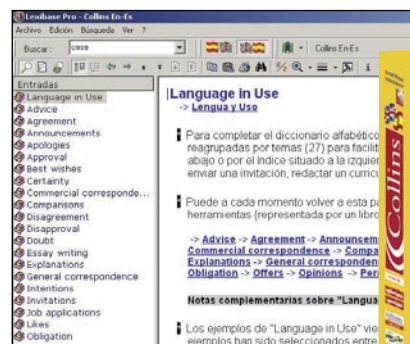 Lexibase Pro - Collins En-Es
Archivo Edición Búsqueda Ver ?
Buscar: casa
Collins En-Es
Entradas
Language in Use
Advice
Agreement
Announcements
Apologies
Approval
Best wishes
Certainty
Commercial corresponde...
Comparisons
Disagreement
Disapproval
Doubt
Essay writing
Explanations
General correspondence
Intentions
Invitations
Job applications
Likes
Obligation
Language in Use
-> Lengua y Uso
Para completar el diccionario alfabético
reagrupadas por temas (27) para facilit
abajo o por el índice situado a la izquier
enviar una invitación, redactar un curricu
Puede a cada momento volver a esta pa
herramientas (representada por un libro
-> Advice -> Agreement -> Announcem
Commercial correspondence -> Compa
Explanations -> General corresponden
Obligation -> Offers -> Opinions -> Per
Notas complementarias sobre "Langua
Los ejemplos de "Language in Use" vie
ejemplos han sido seleccionados entre
Collins